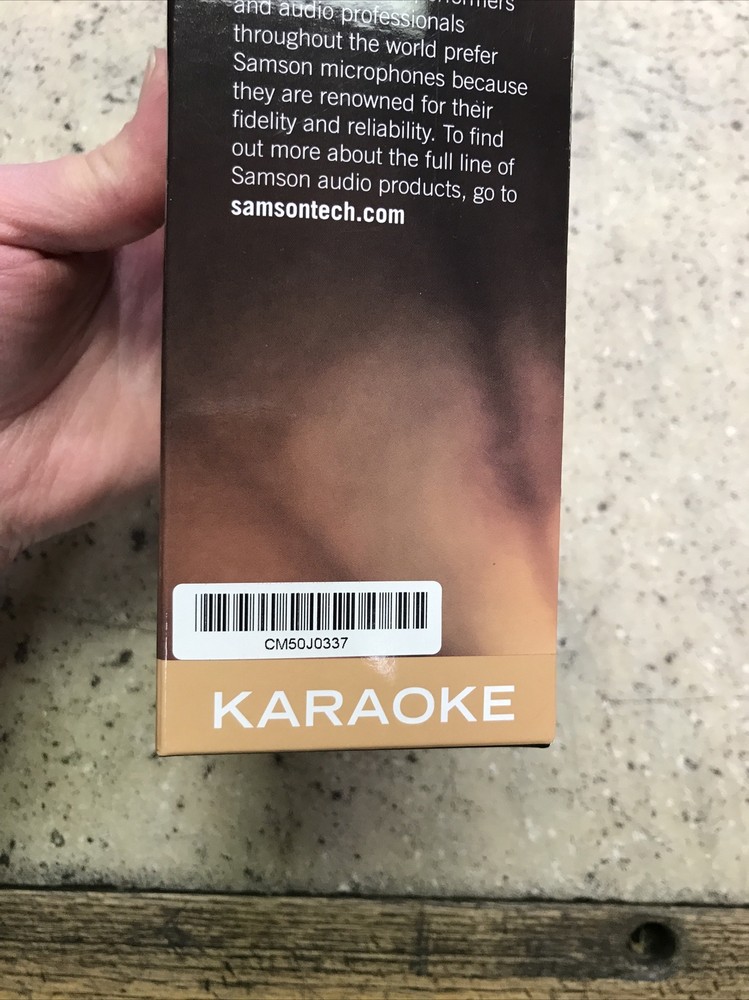 and audio professionals
throughout the world prefer
Samson microphones because
they are renowned for their
fidelity and reliability. To find
out more about the full line of
Samson audio products, go to
samsontech.com
CM50J0337
KARAOKE